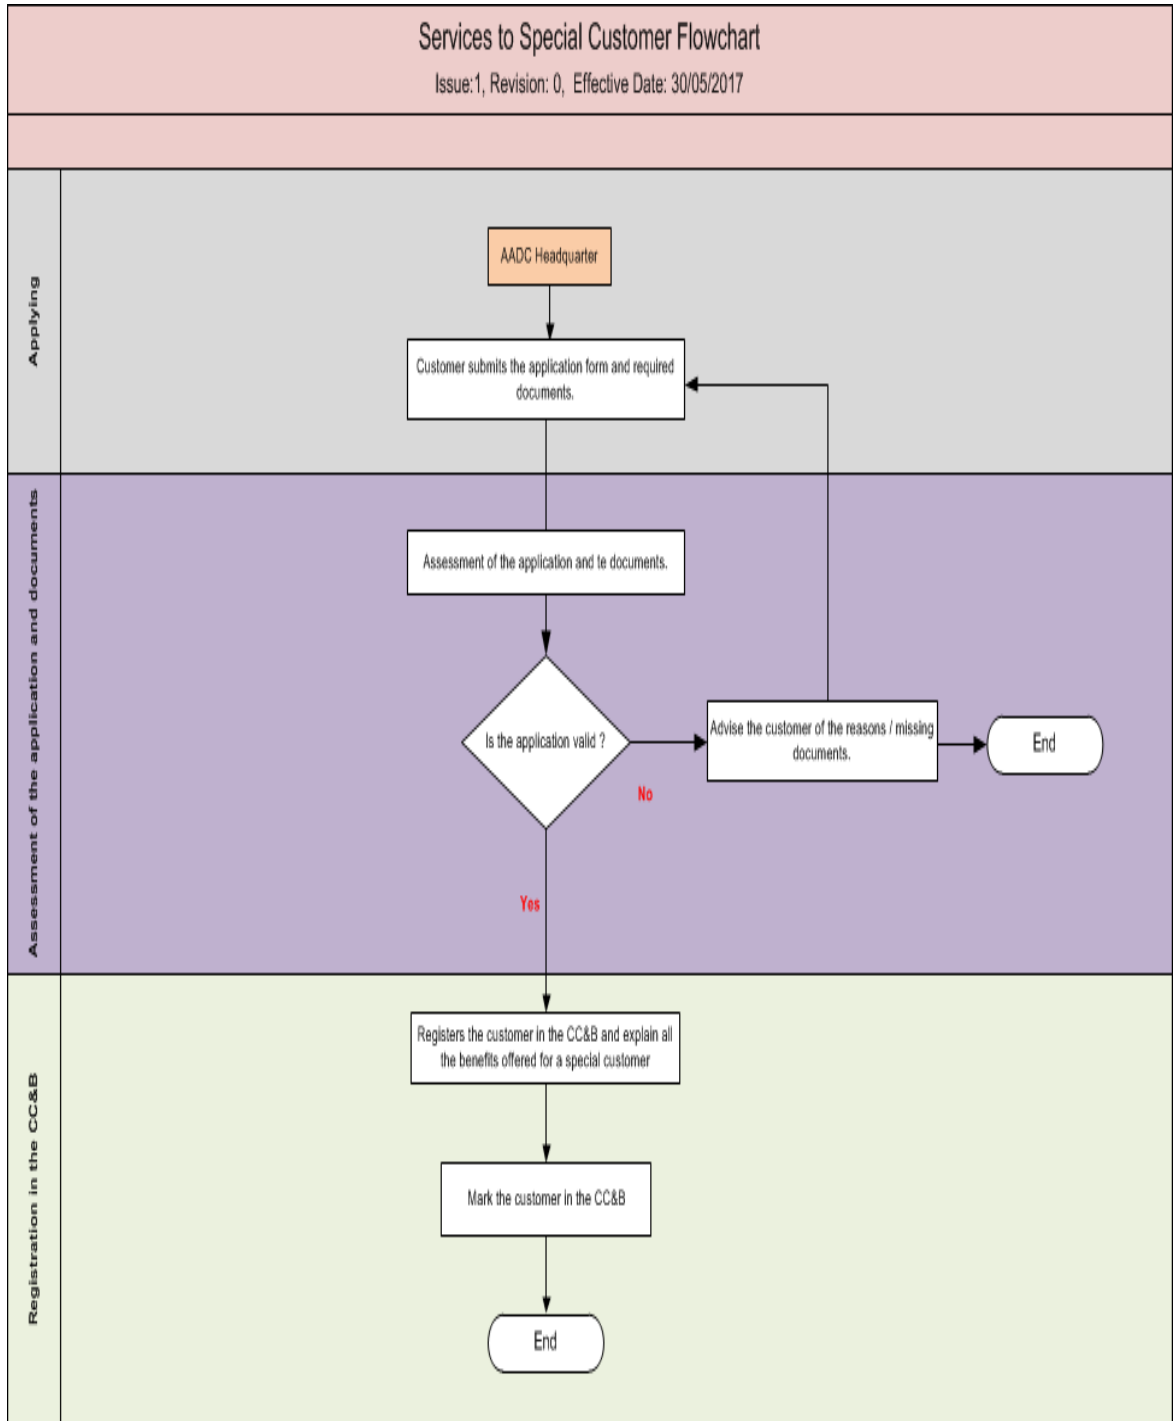 Services to Special Customer Flowchart
Issue:1, Revision: 0, Effective Date: 30/05/2017
Applying
AADC Headquarter
Customer submits the application form and required
documents.
Assessment of the application and documents
Assessment of the application and te documents.
Is the application valid ?
No
Advise the customer of the reasons / missing
documents.
End
Yes
Registration in the CC&B
Registers the customer in the CC&B and explain all
the benefits offered for a special customer
Mark the customer in the CC&B
End